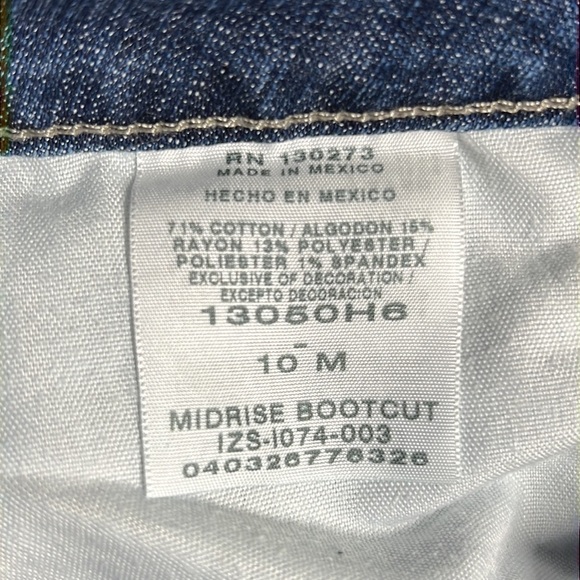 RN 130273
MADE IN MEXICO
HECHO EN MEXICO
71% COTTON / ALGODON 15%
RAYON 13% POLYESTER /
POLIESTER 1% SPANDEX
EXCLUSIVE OF DECORATION /
EXCEPTO DECORACIÓN
13050H6
-
10 M
MIDRISE BOOTCUT
IZS-I074-003
040326776326